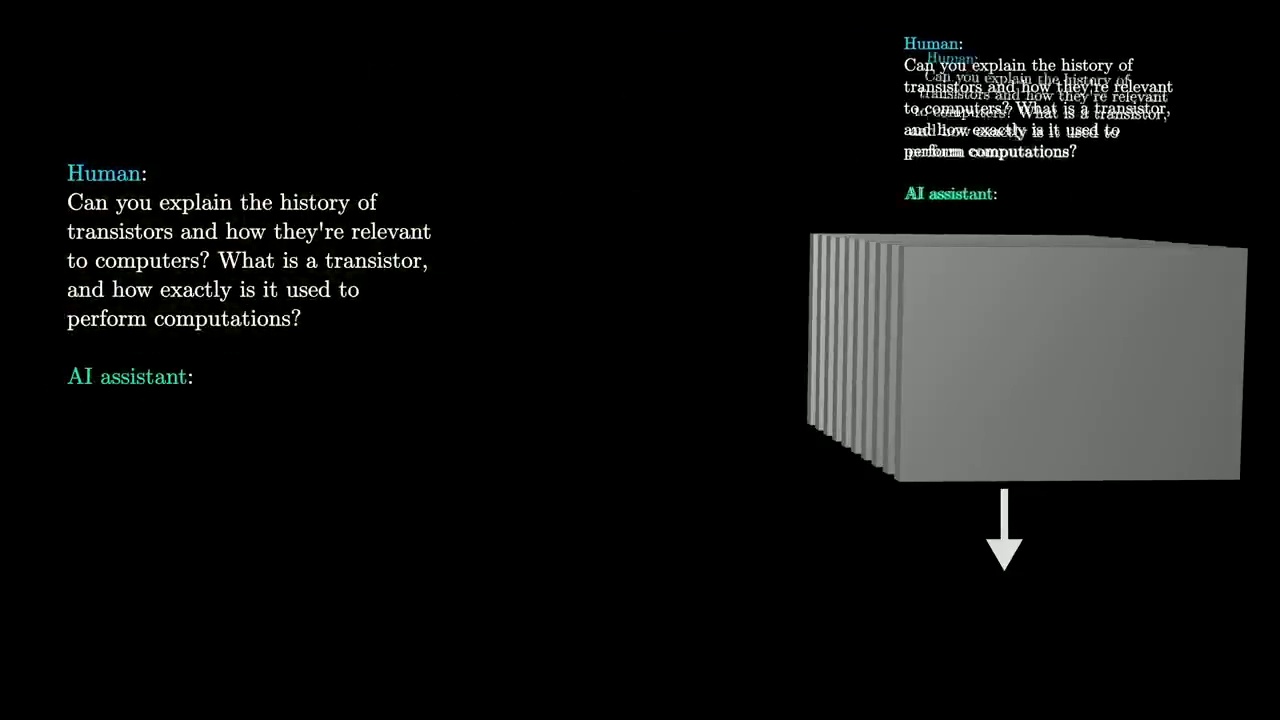 Human:
Can you explain the history of
transistors and how they're relevant
to computers? What is a transistor,
and how exactly is it used to
perform computations?
AI assistant:
Human:
Can you explain the history of
transistors and how they're relevant
to computers? What is a transistor,
and how exactly is it used to
perform computations?
AI assistant: